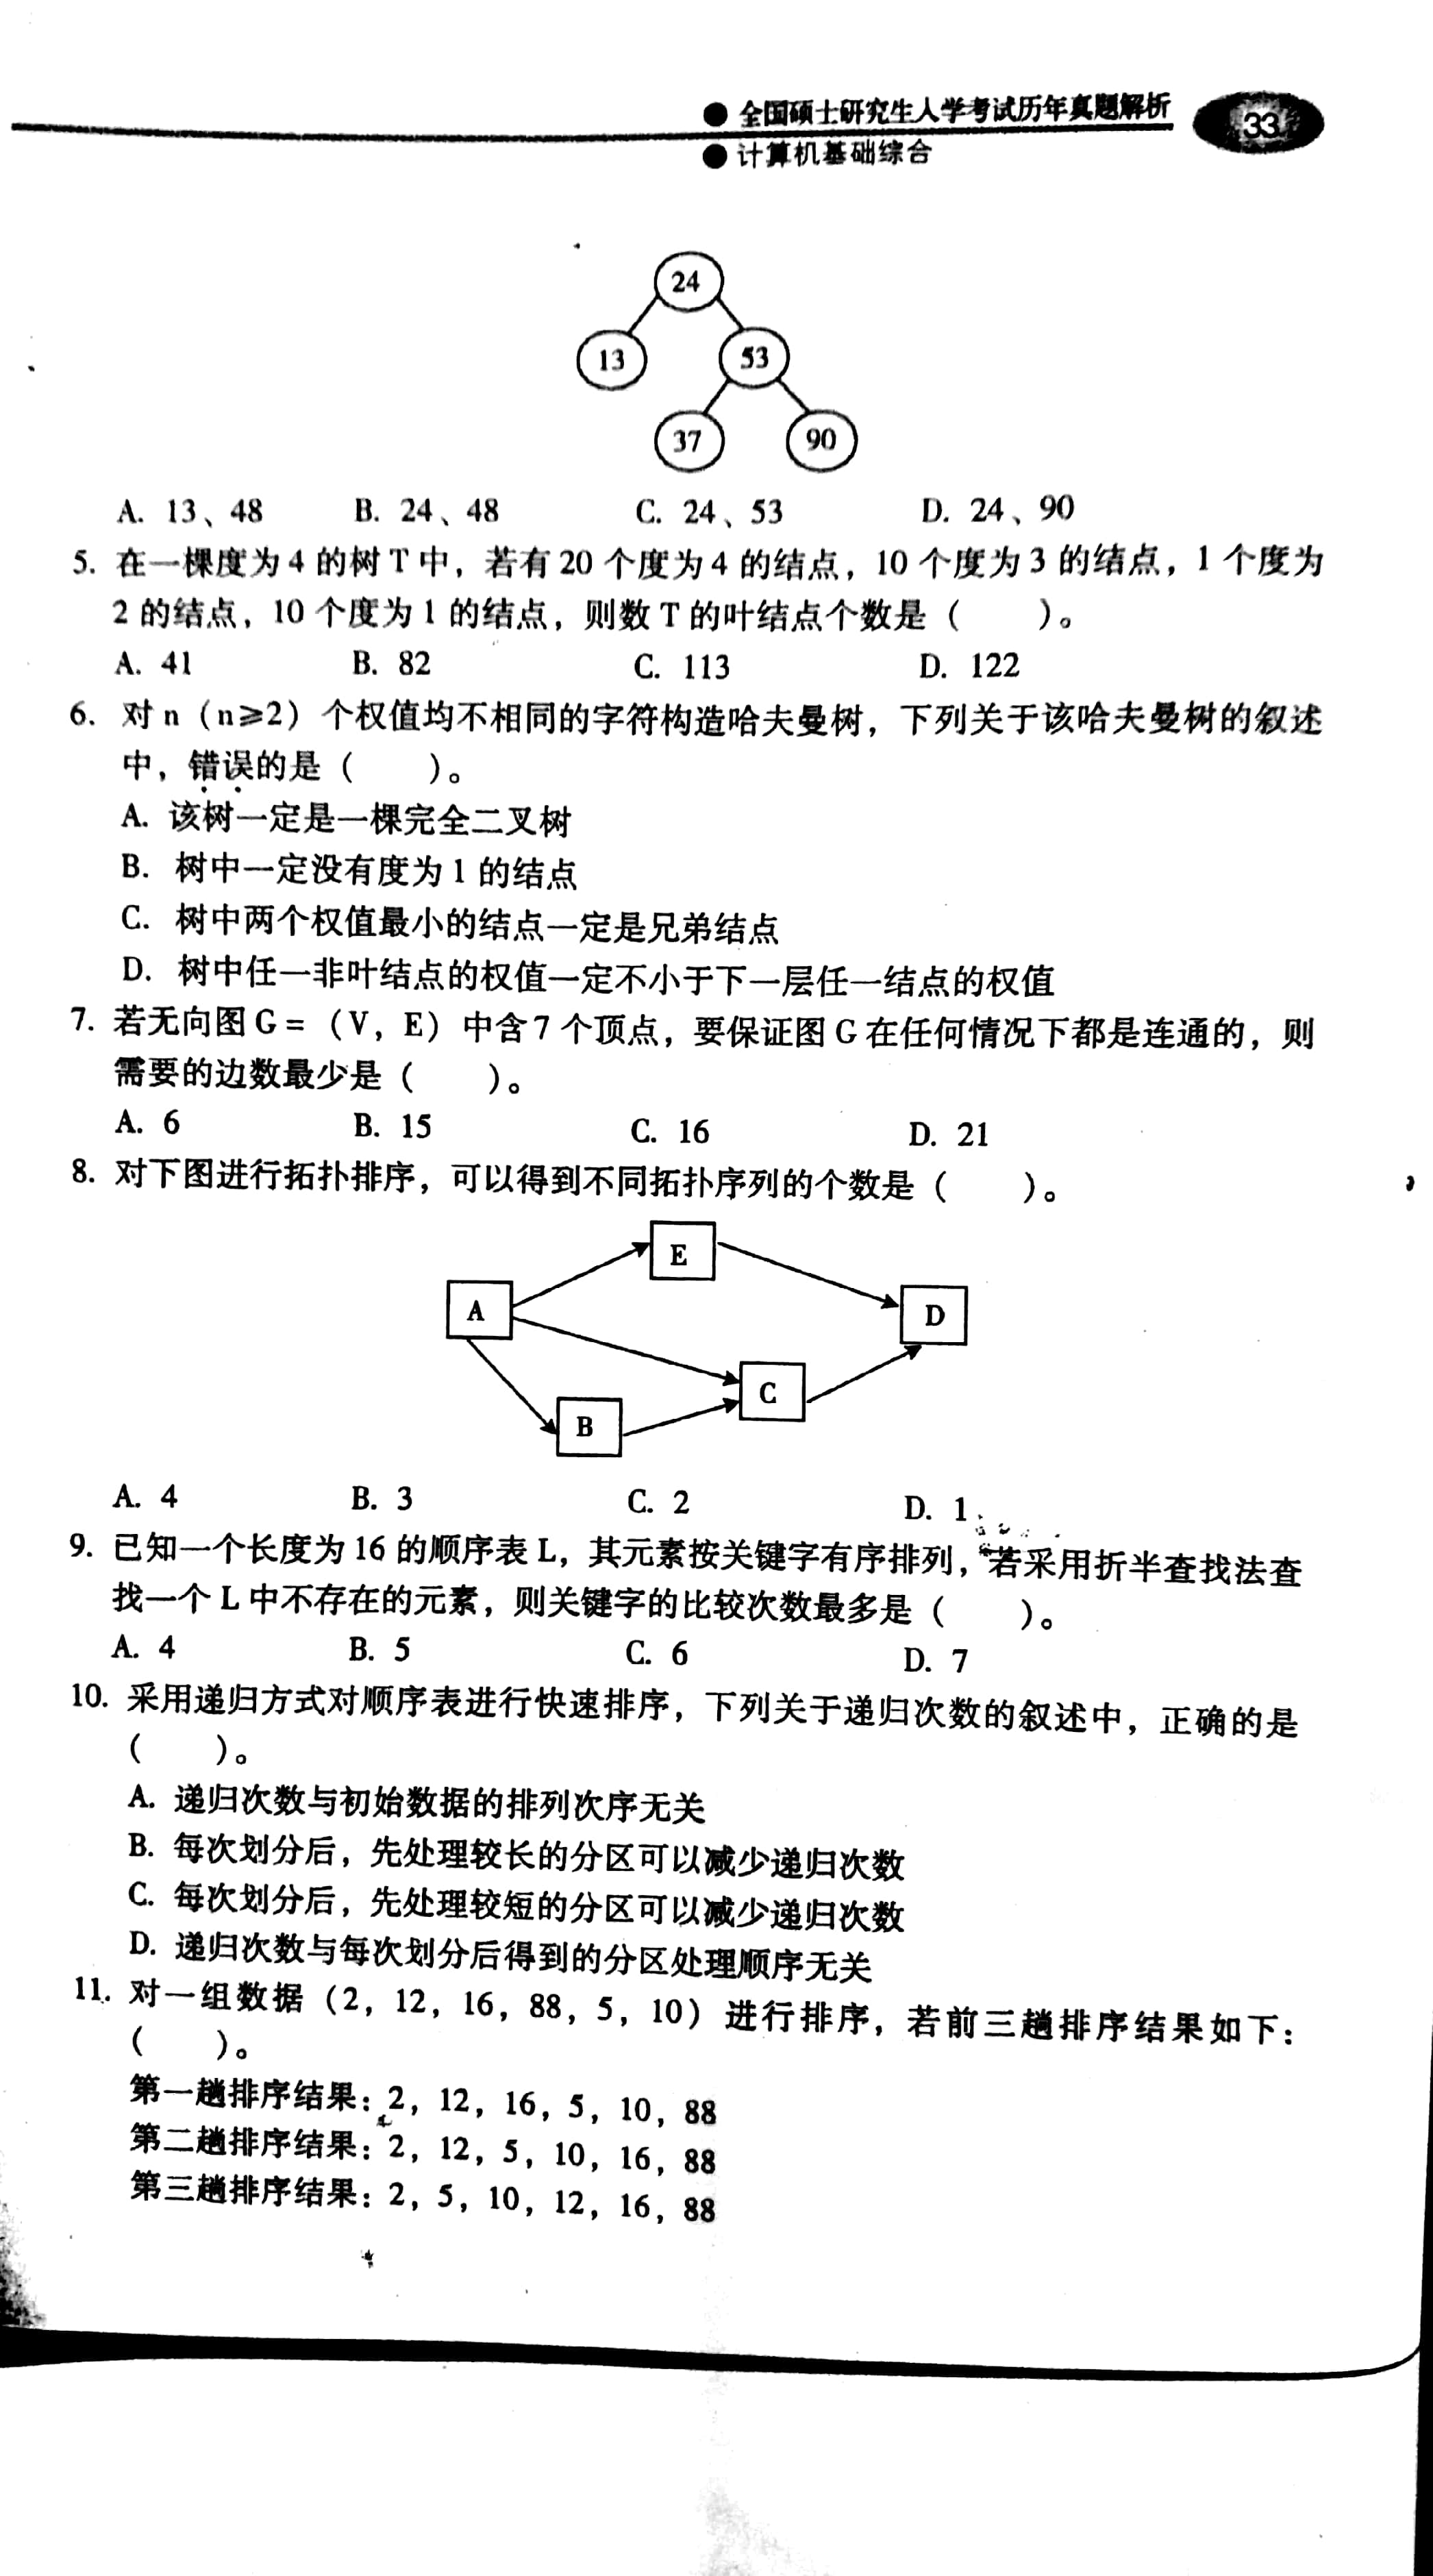 ● 全国硕士研究生入学考试历年真题解析
33
● 计算机基础综合
24
13
53
37
90
A. 13、48 B. 24、48 C. 24、53 D. 24、90
5. 在一棵度为 4 的树 T 中，若有 20 个度为 4 的结点，10 个度为 3 的结点，1 个度为
2 的结点，10 个度为 1 的结点，则数 T 的叶结点个数是（　　）。
A. 41 B. 82 C. 113 D. 122
6. 对 n（n≥2）个权值均不相同的字符构造哈夫曼树，下列关于该哈夫曼树的叙述
中，错误的是（　　）。
A. 该树一定是一棵完全二叉树
B. 树中一定没有度为 1 的结点
C. 树中两个权值最小的结点一定是兄弟结点
D. 树中任一非叶结点的权值一定不小于下一层任一结点的权值
7. 若无向图 G =（V，E）中含 7 个顶点，要保证图 G 在任何情况下都是连通的，则
需要的边数最少是（　　）。
A. 6 B. 15 C. 16 D. 21
8. 对下图进行拓扑排序，可以得到不同拓扑序列的个数是（　　）。
E
A
D
C
B
A. 4 B. 3 C. 2 D. 1
9. 已知一个长度为 16 的顺序表 L，其元素按关键字有序排列，若采用折半查找法查
找一个 L 中不存在的元素，则关键字的比较次数最多是（　　）。
A. 4 B. 5 C. 6 D. 7
10. 采用递归方式对顺序表进行快速排序，下列关于递归次数的叙述中，正确的是
（　　）。
A. 递归次数与初始数据的排列次序无关
B. 每次划分后，先处理较长的分区可以减少递归次数
C. 每次划分后，先处理较短的分区可以减少递归次数
D. 递归次数与每次划分后得到的分区处理顺序无关
11. 对一组数据（2，12，16，88，5，10）进行排序，若前三趟排序结果如下：
（　　）。
第一趟排序结果：2，12，16，5，10，88
第二趟排序结果：2，12，5，10，16，88
第三趟排序结果：2，5，10，12，16，88